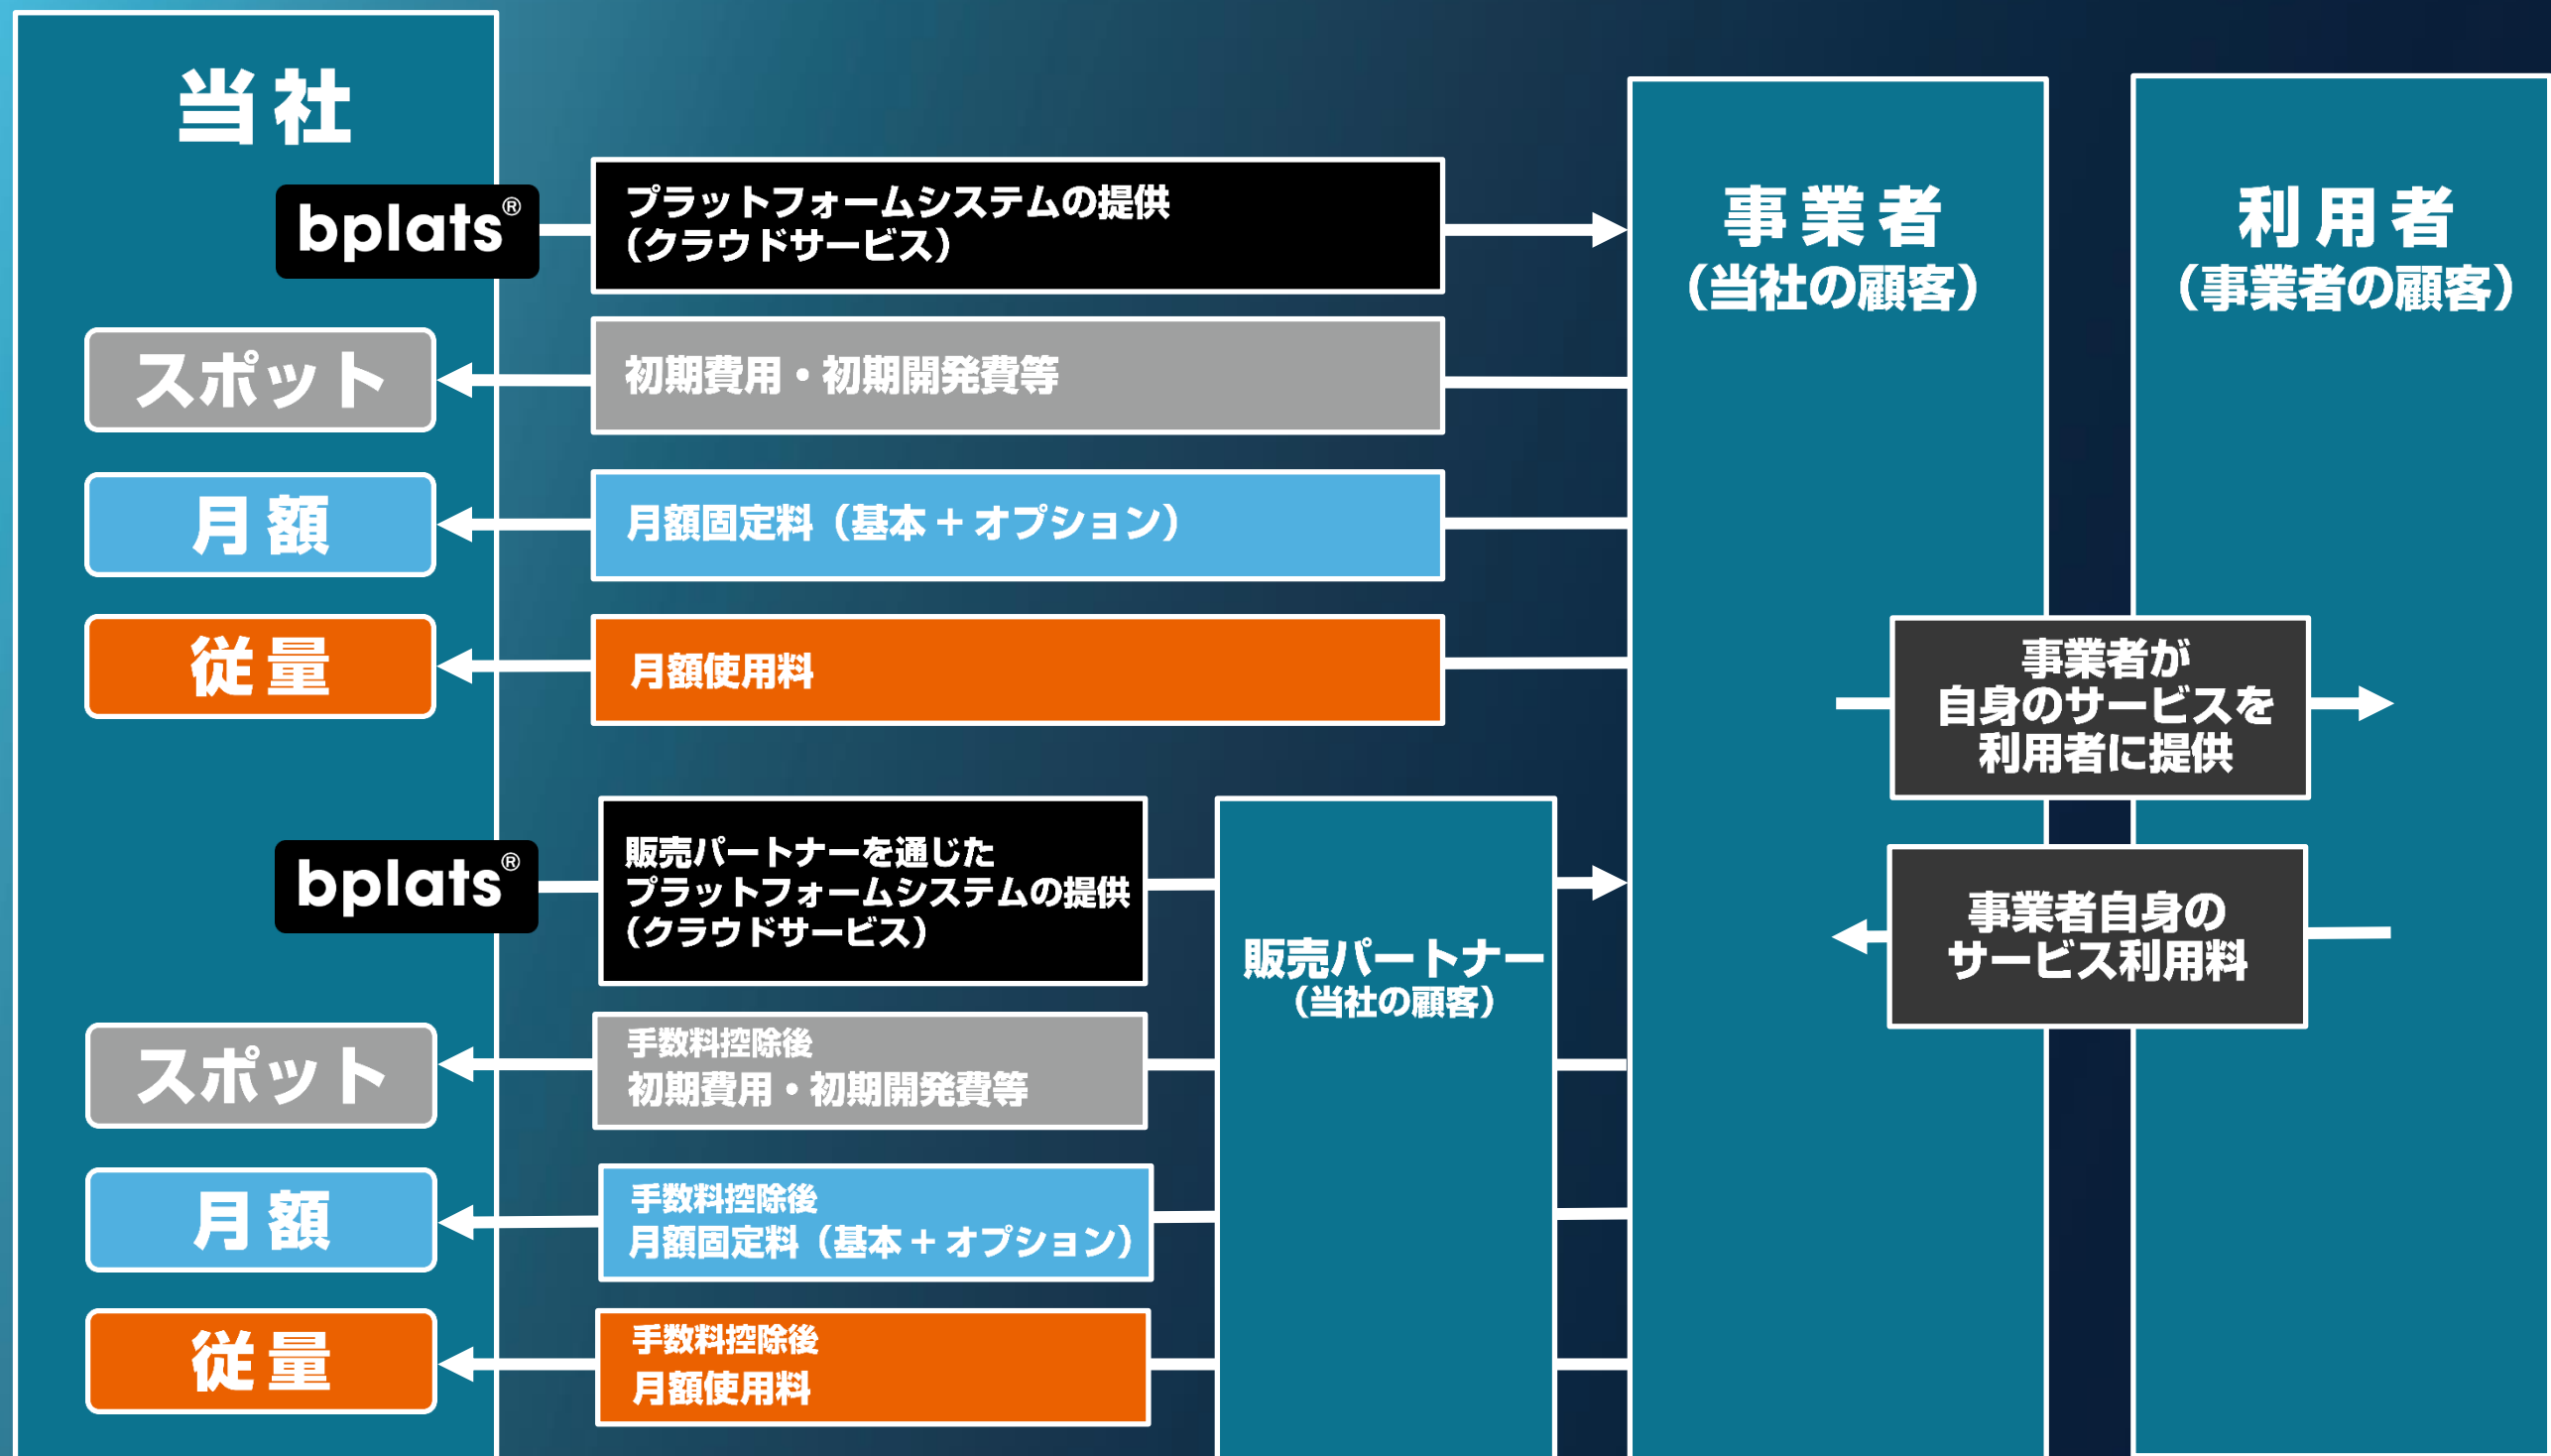 当社
bplats®
プラットフォームシステムの提供
（クラウドサービス）
事業者
（当社の顧客）
利用者
（事業者の顧客）
スポット
初期費用・初期開発費等
月額
月額固定料（基本＋オプション）
従量
月額使用料
事業者が
自身のサービスを
利用者に提供
bplats®
販売パートナーを通じた
プラットフォームシステムの提供
（クラウドサービス）
販売パートナー
（当社の顧客）
事業者自身の
サービス利用料
スポット
手数料控除後
初期費用・初期開発費等
月額
手数料控除後
月額固定料（基本＋オプション）
従量
手数料控除後
月額使用料